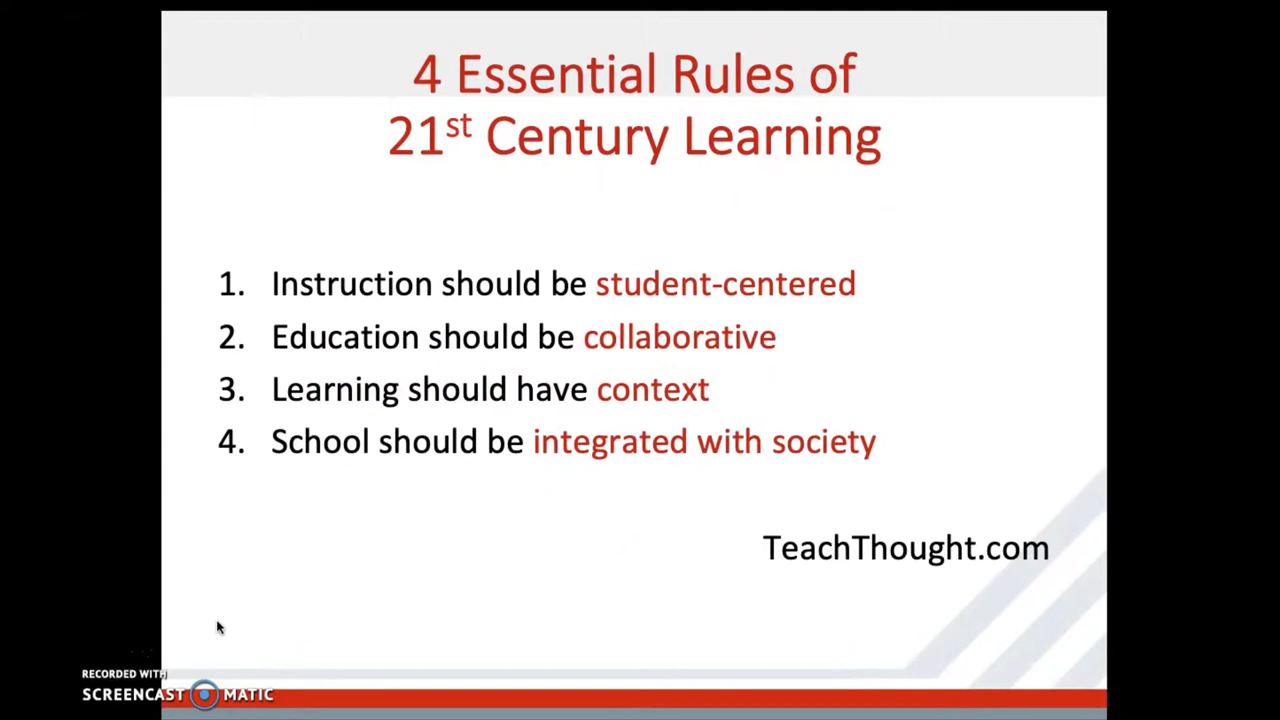 4 Essential Rules of
21st Century Learning
1. Instruction should be student-centered
2. Education should be collaborative
3. Learning should have context
4. School should be integrated with society
TeachThought.com
RECORDED WITH
SCREENCAST MATIC